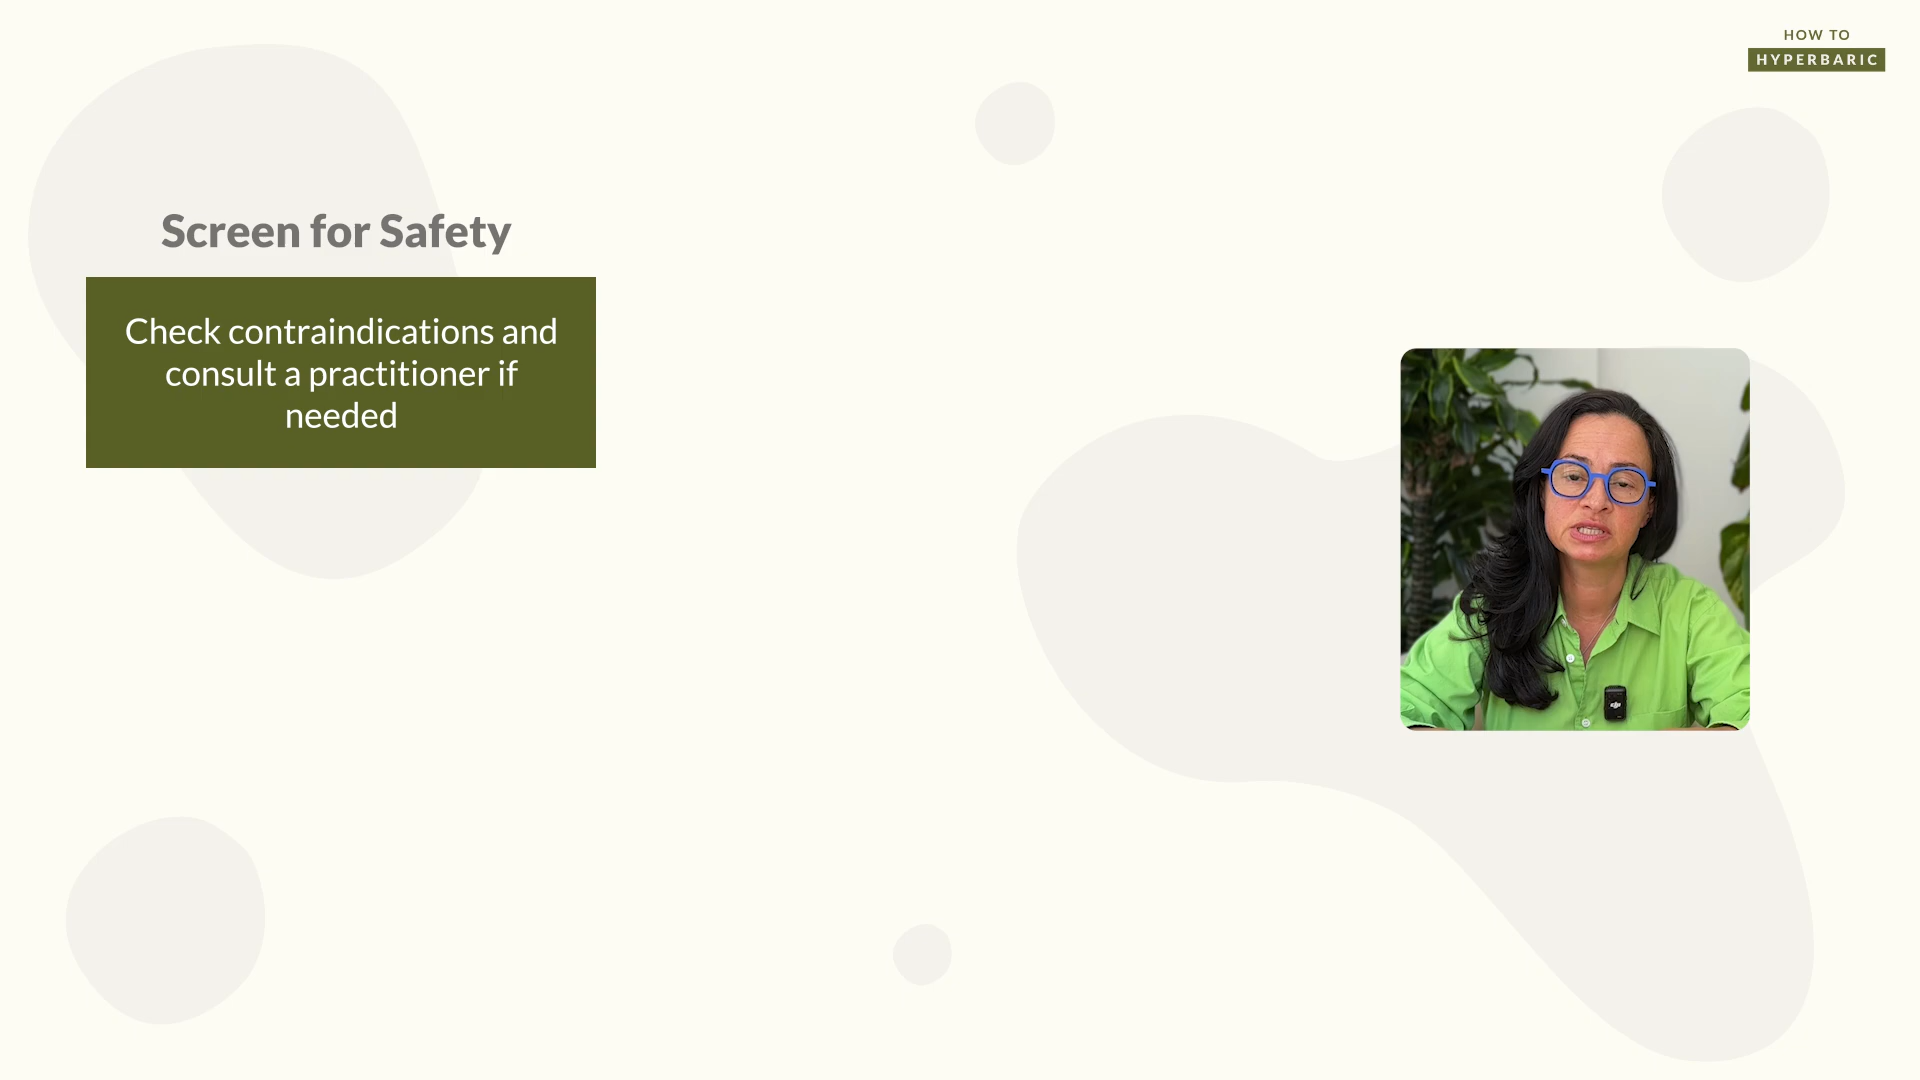 HOW TO
HYPERBARIC
Screen for Safety
Check contraindications and
consult a practitioner if
needed